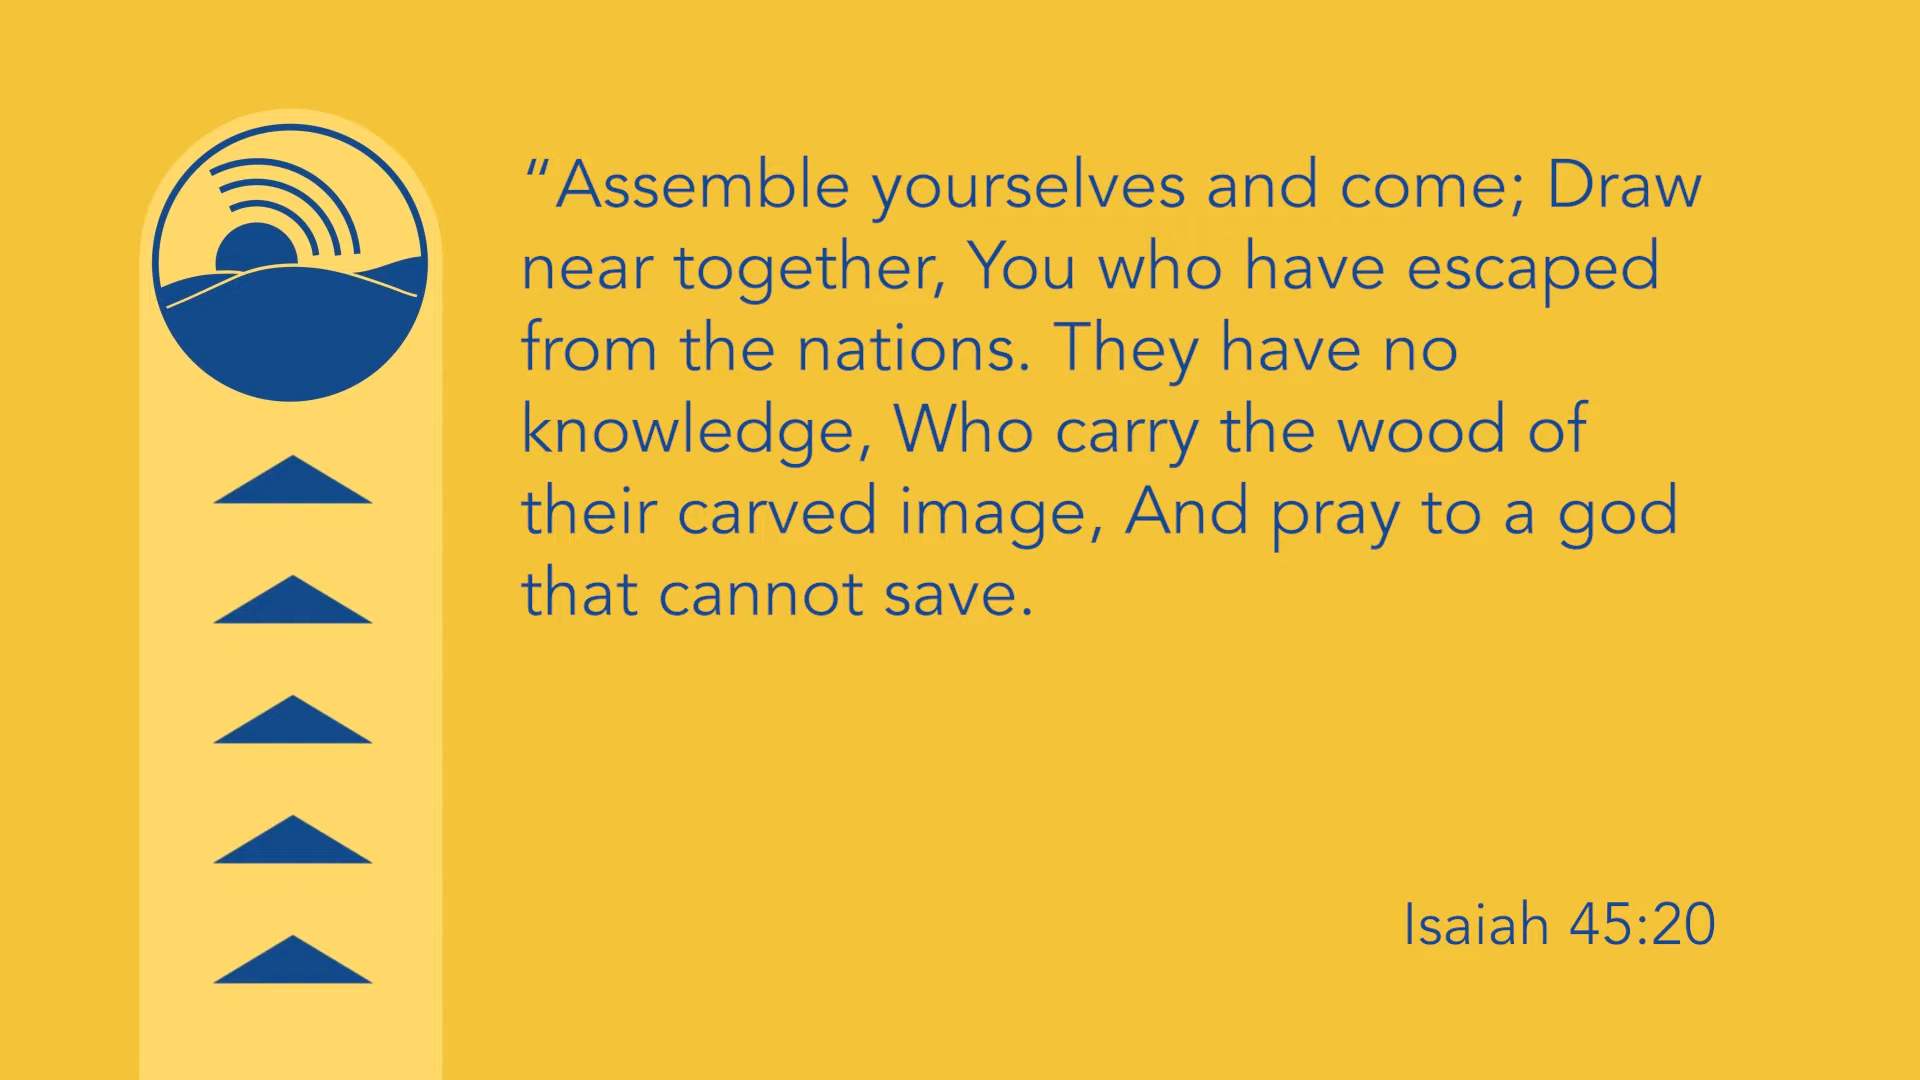 “Assemble yourselves and come; Draw
near together, You who have escaped
from the nations. They have no
knowledge, Who carry the wood of
their carved image, And pray to a god
that cannot save.
Isaiah 45:20